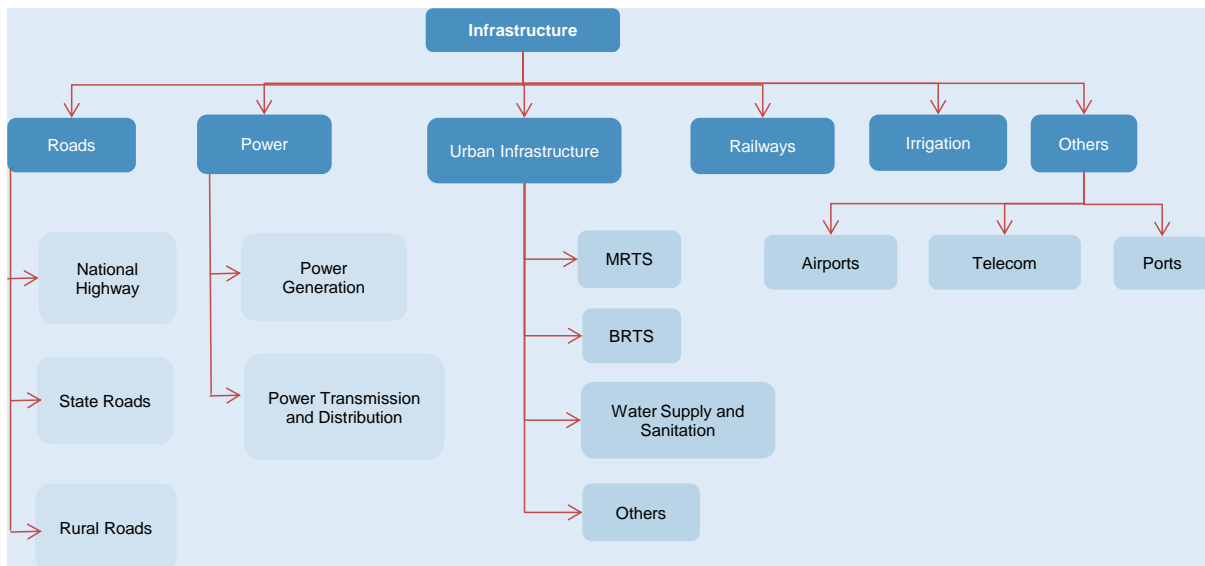 Infrastructure
Roads
Power
Urban Infrastructure
Railways
Irrigation
Others
National
Highway
State Roads
Rural Roads
Power
Generation
Power Transmission
and Distribution
MRTS
BRTS
Water Supply and
Sanitation
Others
Airports
Telecom
Ports